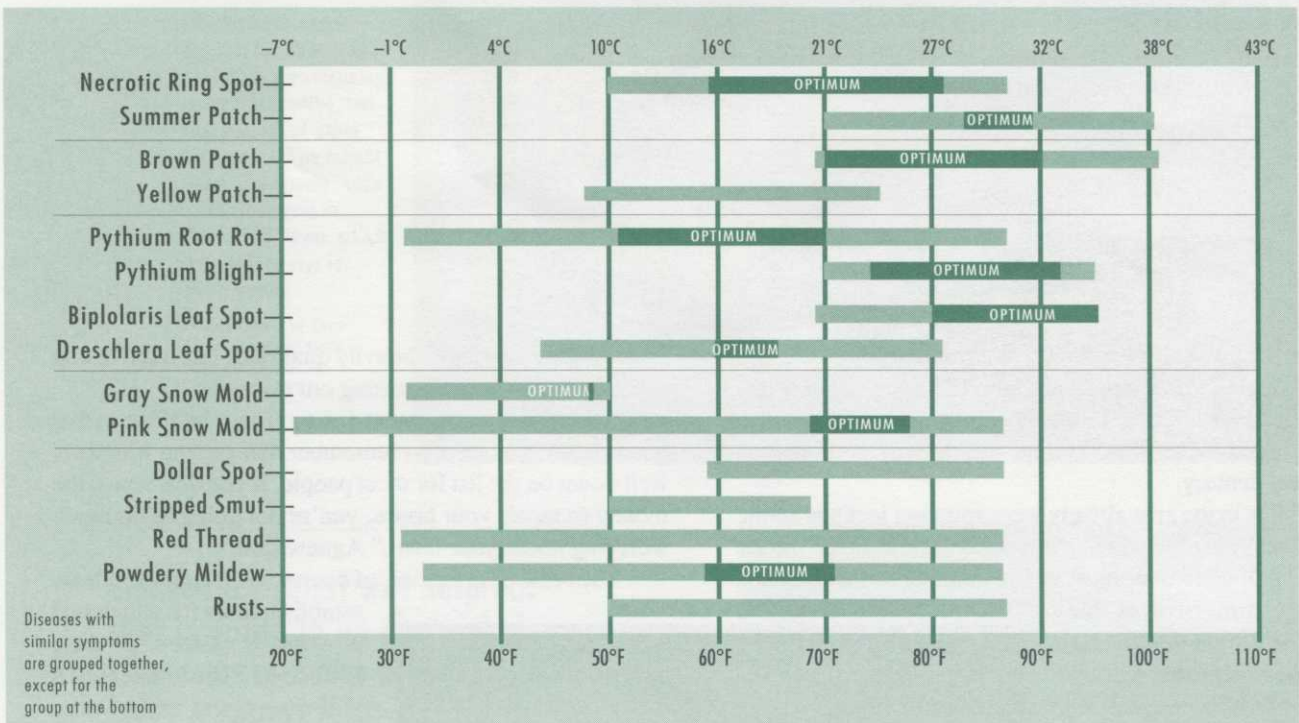 –7°C –1°C 4°C 10°C 16°C 21°C 27°C 32°C 38°C 43°C
Necrotic Ring Spot OPTIMUM
Summer Patch OPTIMUM
Brown Patch OPTIMUM
Yellow Patch
Pythium Root Rot OPTIMUM
Pythium Blight OPTIMUM
Biplolaris Leaf Spot OPTIMUM
Dreschlera Leaf Spot OPTIMUM
Gray Snow Mold OPTIMUM
Pink Snow Mold OPTIMUM
Dollar Spot
Stripped Smut
Red Thread
Powdery Mildew OPTIMUM
Rusts
Diseases with
similar symptoms
are grouped together,
except for the
group at the bottom
20°F 30°F 40°F 50°F 60°F 70°F 80°F 90°F 100°F 110°F